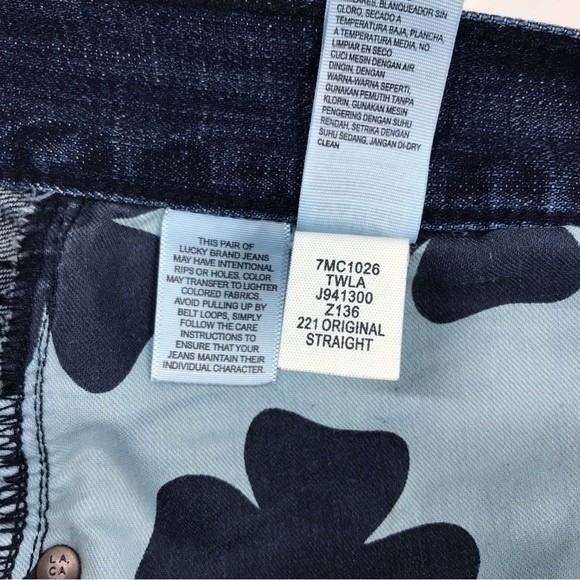 CLORO, SECADO A
TEMPERATURA BAJA, PLANCHA
A TEMPERATURA MEDIA, NO
LIMPIAR EN SECO
CUCI MESIN DENGAN AIR
DINGIN, DENGAN
WARNA-WARNA SEPERTI,
GUNAKAN PEMUTIH TANPA
KLORIN, GUNAKAN MESIN
PENGERING DENGAN SUHU
RENDAH, SETRIKA DENGAN
SUHU SEDANG, JANGAN DI-DRY
CLEAN
THIS PAIR OF
LUCKY BRAND JEANS
MAY HAVE INTENTIONAL
RIPS OR HOLES. COLOR
MAY TRANSFER TO LIGHTER
COLORED FABRICS.
AVOID PULLING UP BY
BELT LOOPS, SIMPLY
FOLLOW THE CARE
INSTRUCTIONS TO
ENSURE THAT YOUR
JEANS MAINTAIN THEIR
INDIVIDUAL CHARACTER.
7MC1026
TWLA
J941300
Z136
221 ORIGINAL
STRAIGHT
LA,
CA